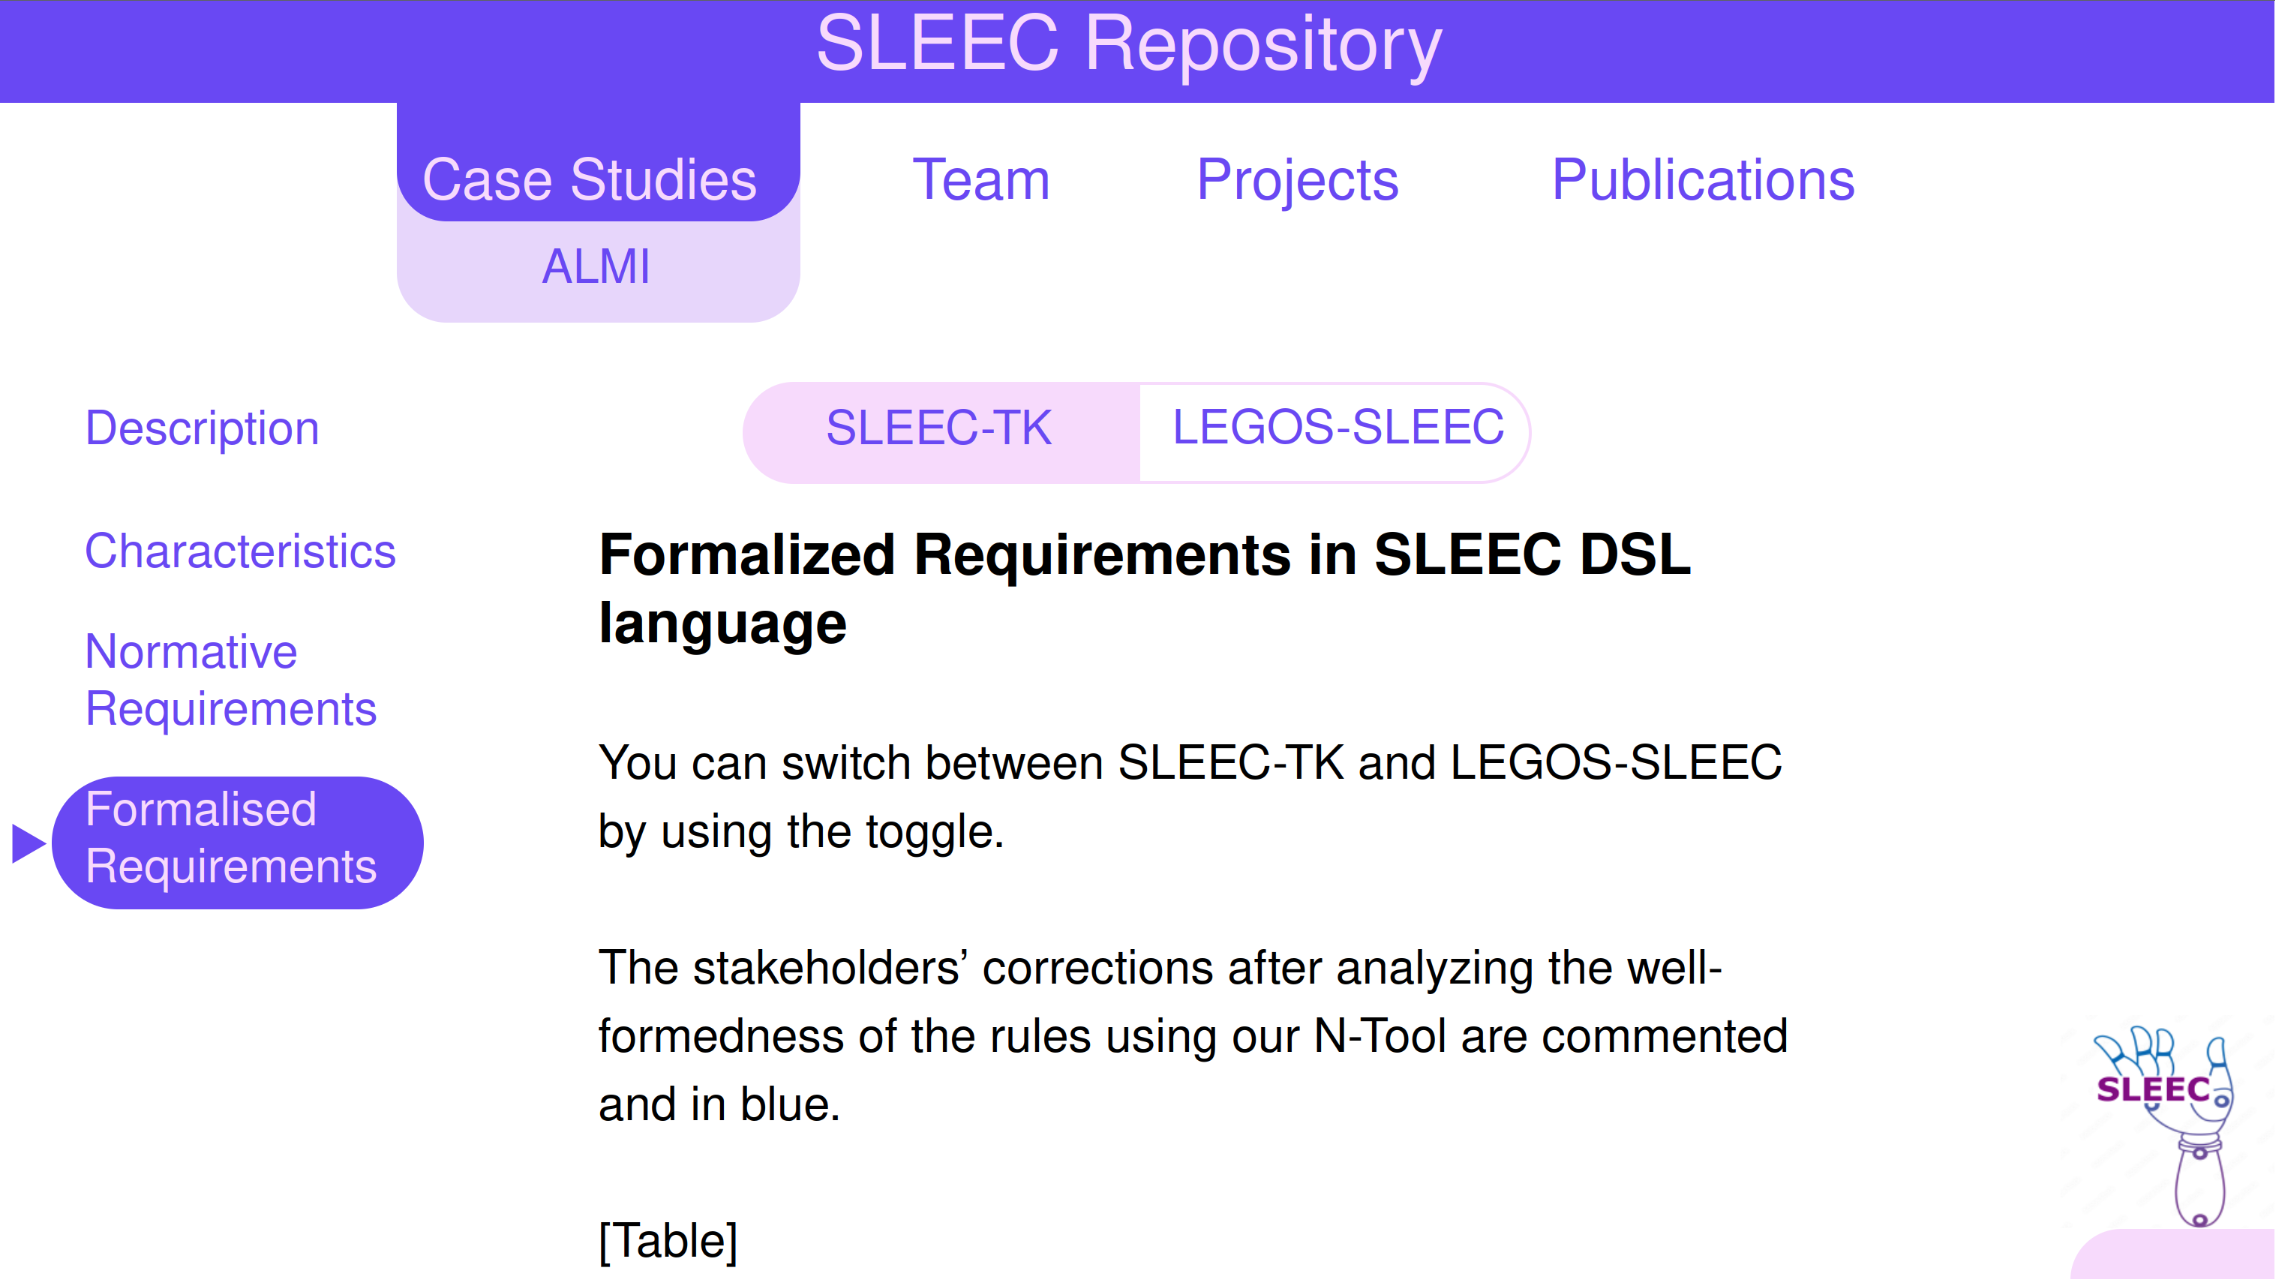 SLEEC Repository
Case Studies
Team
Projects
Publications
ALMI
Description
Characteristics
Normative
Requirements
Formalised
Requirements
SLEEC-TK
LEGOS-SLEEC
Formalized Requirements in SLEEC DSL
language
You can switch between SLEEC-TK and LEGOS-SLEEC
by using the toggle.
The stakeholders’ corrections after analyzing the well-
formedness of the rules using our N-Tool are commented
and in blue.
[Table]
SLEEC